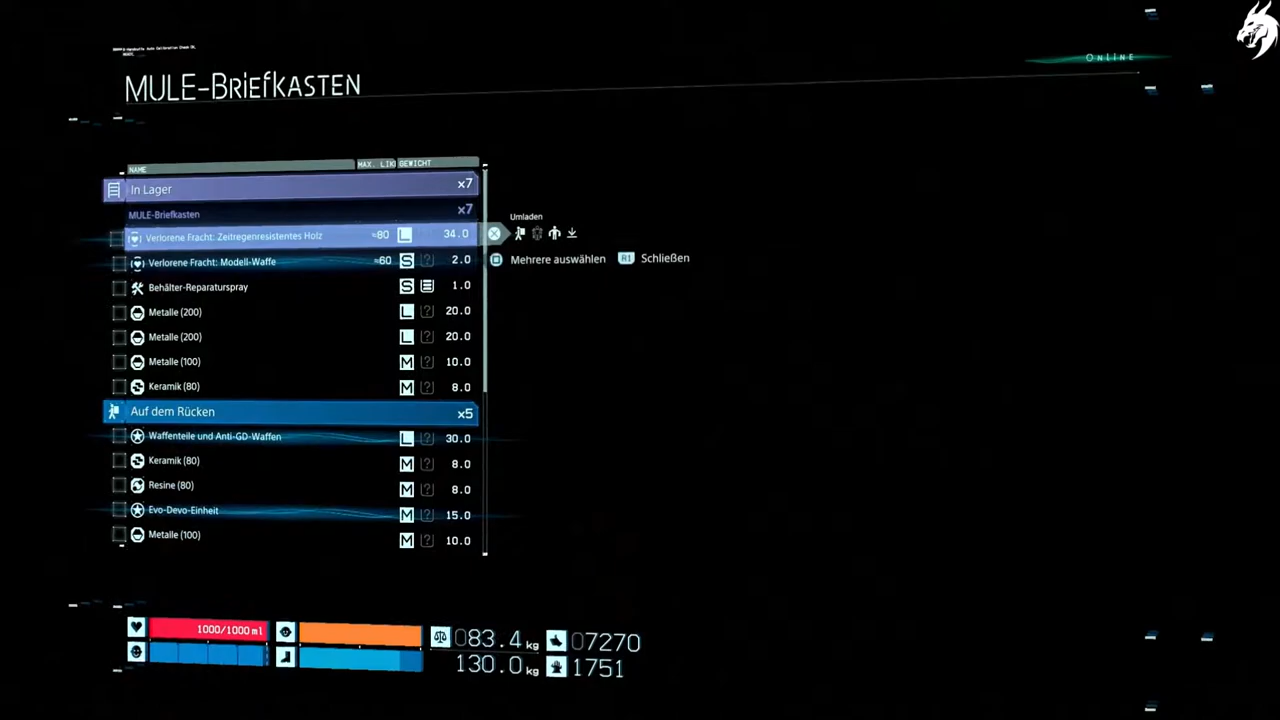 ONLINE
MULE-BRIEFKASTEN
NAME MAX. LIK GEWICHT
In Lager x7
MULE-Briefkasten x7
Verlorene Fracht: Zeitregenresistentes Holz ≈80 L 34.0
Umladen
Verlorene Fracht: Modell-Waffe ≈60 S 2.0
Mehrere auswählen R1 Schließen
Behälter-Reparaturspray S 1.0
Metalle (200) L 20.0
Metalle (200) L 20.0
Metalle (100) M 10.0
Keramik (80) M 8.0
Auf dem Rücken x5
Waffenteile und Anti-GD-Waffen L 30.0
Keramik (80) M 8.0
Resine (80) M 8.0
Evo-Devo-Einheit M 15.0
Metalle (100) M 10.0
1000/1000 ml
083.4 kg 07270
130.0 kg 1751